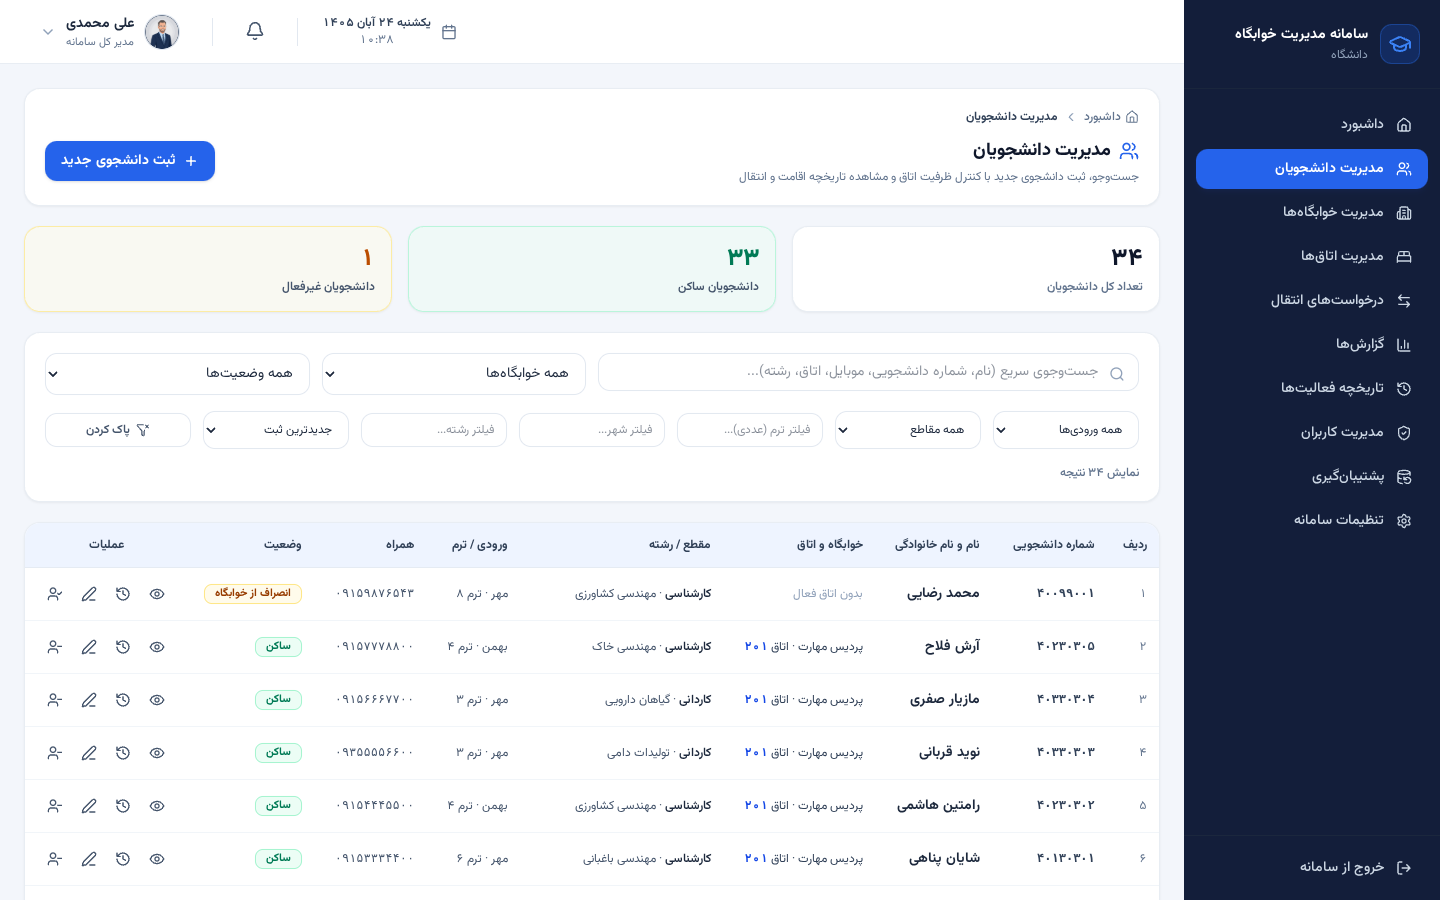 سامانه مدیریت خوابگاه
دانشگاه
داشبورد
مدیریت دانشجویان
مدیریت خوابگاه‌ها
مدیریت اتاق‌ها
درخواست‌های انتقال
گزارش‌ها
تاریخچه فعالیت‌ها
مدیریت کاربران
پشتیبان‌گیری
تنظیمات سامانه
خروج از سامانه
یکشنبه ۲۴ آبان ۱۴۰۵
۱۰:۳۸
علی محمدی
مدیر کل سامانه
داشبورد
مدیریت دانشجویان
مدیریت دانشجویان
جست‌وجو، ثبت دانشجوی جدید با کنترل ظرفیت اتاق و مشاهده تاریخچه اقامت و انتقال
ثبت دانشجوی جدید
۳۴
تعداد کل دانشجویان
۳۳
دانشجویان ساکن
۱
دانشجویان غیرفعال
جست‌وجوی سریع (نام، شماره دانشجویی، موبایل، اتاق، رشته)...
همه خوابگاه‌ها
همه وضعیت‌ها
همه ورودی‌ها
همه مقاطع
فیلتر ترم (عددی)...
فیلتر شهر...
فیلتر رشته...
جدیدترین ثبت
پاک کردن
نمایش ۳۴ نتیجه
ردیف شماره دانشجویی نام و نام خانوادگی خوابگاه و اتاق مقطع / رشته ورودی / ترم همراه وضعیت عملیات
۱ ۴۰۰۹۹۰۰۱ محمد رضایی بدون اتاق فعال کارشناسی · مهندسی کشاورزی مهر · ترم ۸ ۰۹۱۵۹۸۷۶۵۴۳ انصراف از خوابگاه
۲ ۴۰۲۳۰۳۰۵ آرش فلاح پردیس مهارت · اتاق ۲۰۱ کارشناسی · مهندسی خاک بهمن · ترم ۴ ۰۹۱۵۷۷۷۸۸۰۰ ساکن
۳ ۴۰۳۳۰۳۰۴ مازیار صفری پردیس مهارت · اتاق ۲۰۱ کاردانی · گیاهان دارویی مهر · ترم ۳ ۰۹۱۵۶۶۶۷۷۰۰ ساکن
۴ ۴۰۳۳۰۳۰۳ نوید قربانی پردیس مهارت · اتاق ۲۰۱ کاردانی · تولیدات دامی مهر · ترم ۳ ۰۹۳۵۵۵۵۶۶۰۰ ساکن
۵ ۴۰۲۳۰۳۰۲ رامتین هاشمی پردیس مهارت · اتاق ۲۰۱ کارشناسی · مهندسی کشاورزی بهمن · ترم ۴ ۰۹۱۵۴۴۴۵۵۰۰ ساکن
۶ ۴۰۱۳۰۳۰۱ شایان پناهی پردیس مهارت · اتاق ۲۰۱ کارشناسی · مهندسی باغبانی مهر · ترم ۶ ۰۹۱۵۳۳۳۴۴۰۰ ساکن